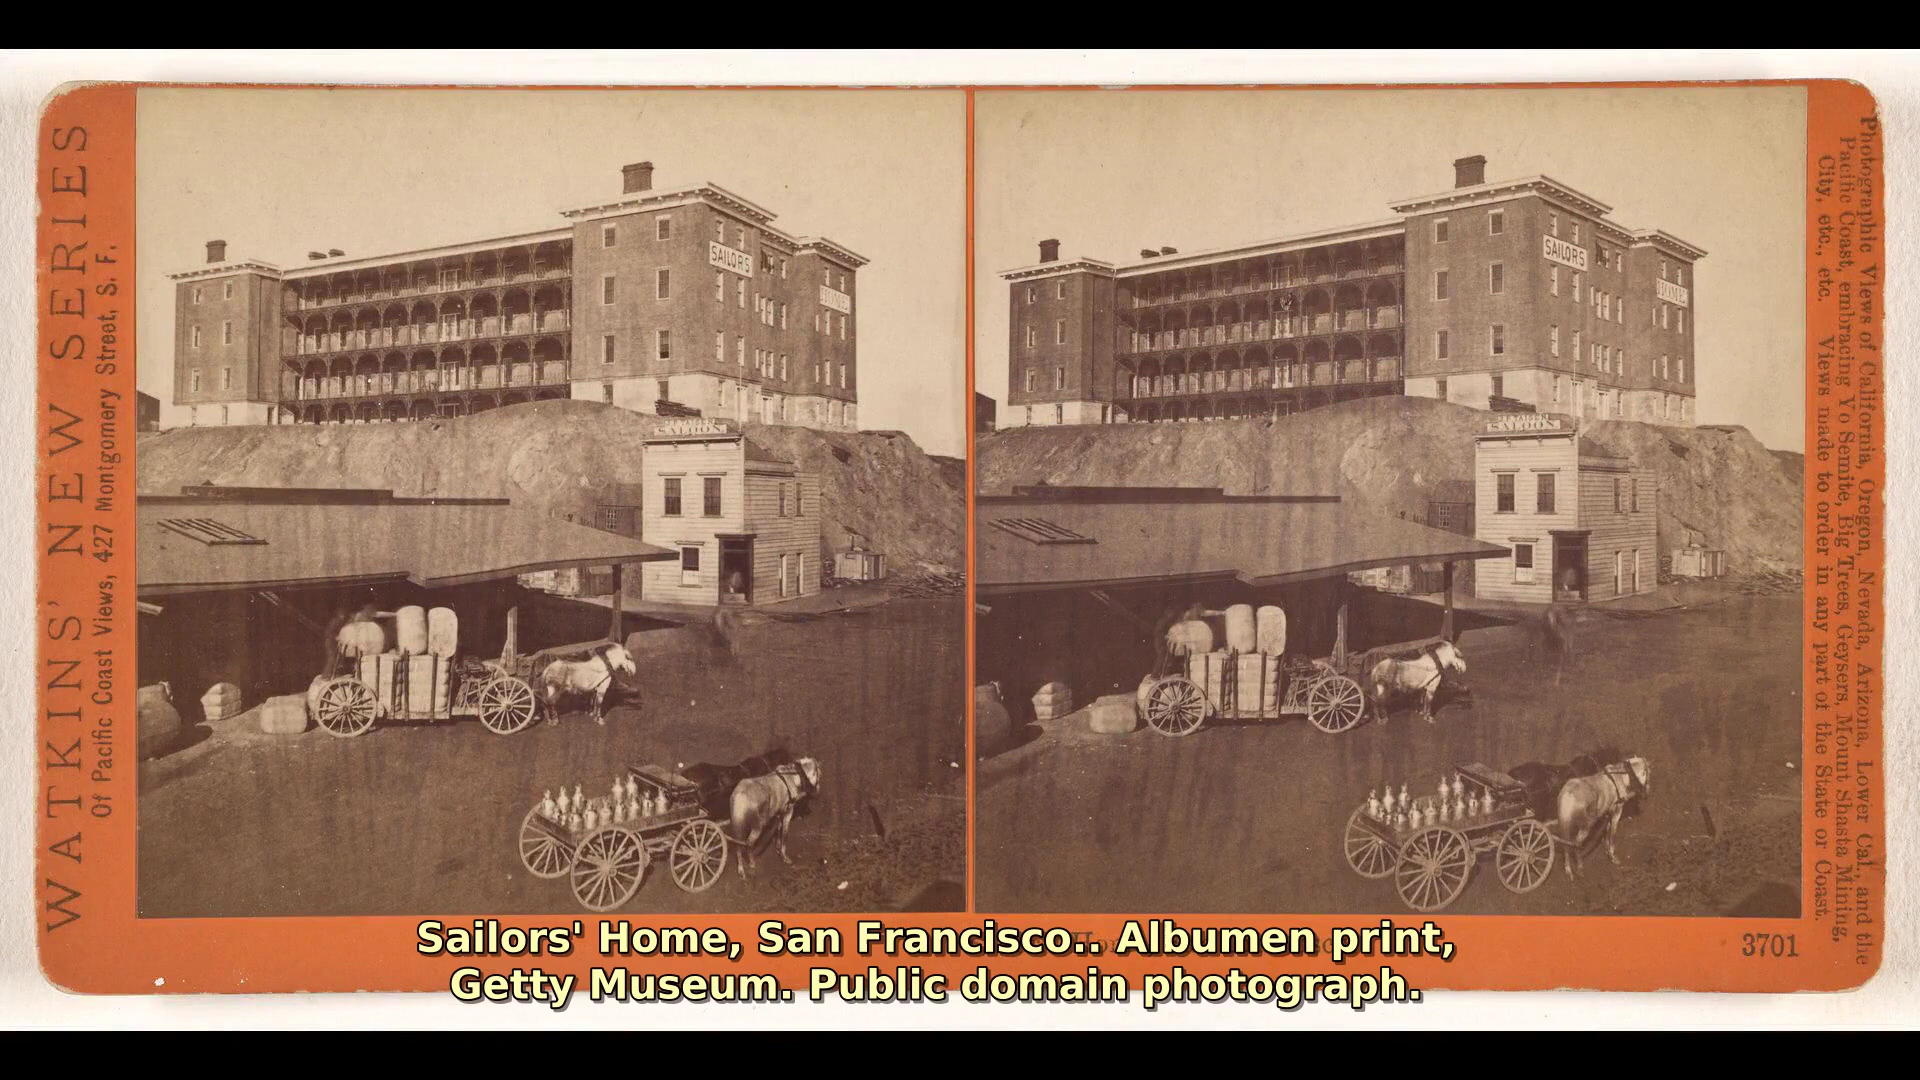 WATKINS' NEW SERIES
Of Pacific Coast Views, 427 Montgomery Street, S. F.
SAILORS
HOME
SALOON
SAILORS
HOME
SALOON
Photographic Views of California, Oregon, Nevada, Arizona, Lower Cal., and the
Pacific Coast, embracing Yo Semite, Big Trees, Geysers, Mount Shasta Mining,
City, etc., etc. Views made to order in any part of the State or Coast.
3701
Sailors' Home, San Francisco.. Albumen print,
Getty Museum. Public domain photograph.